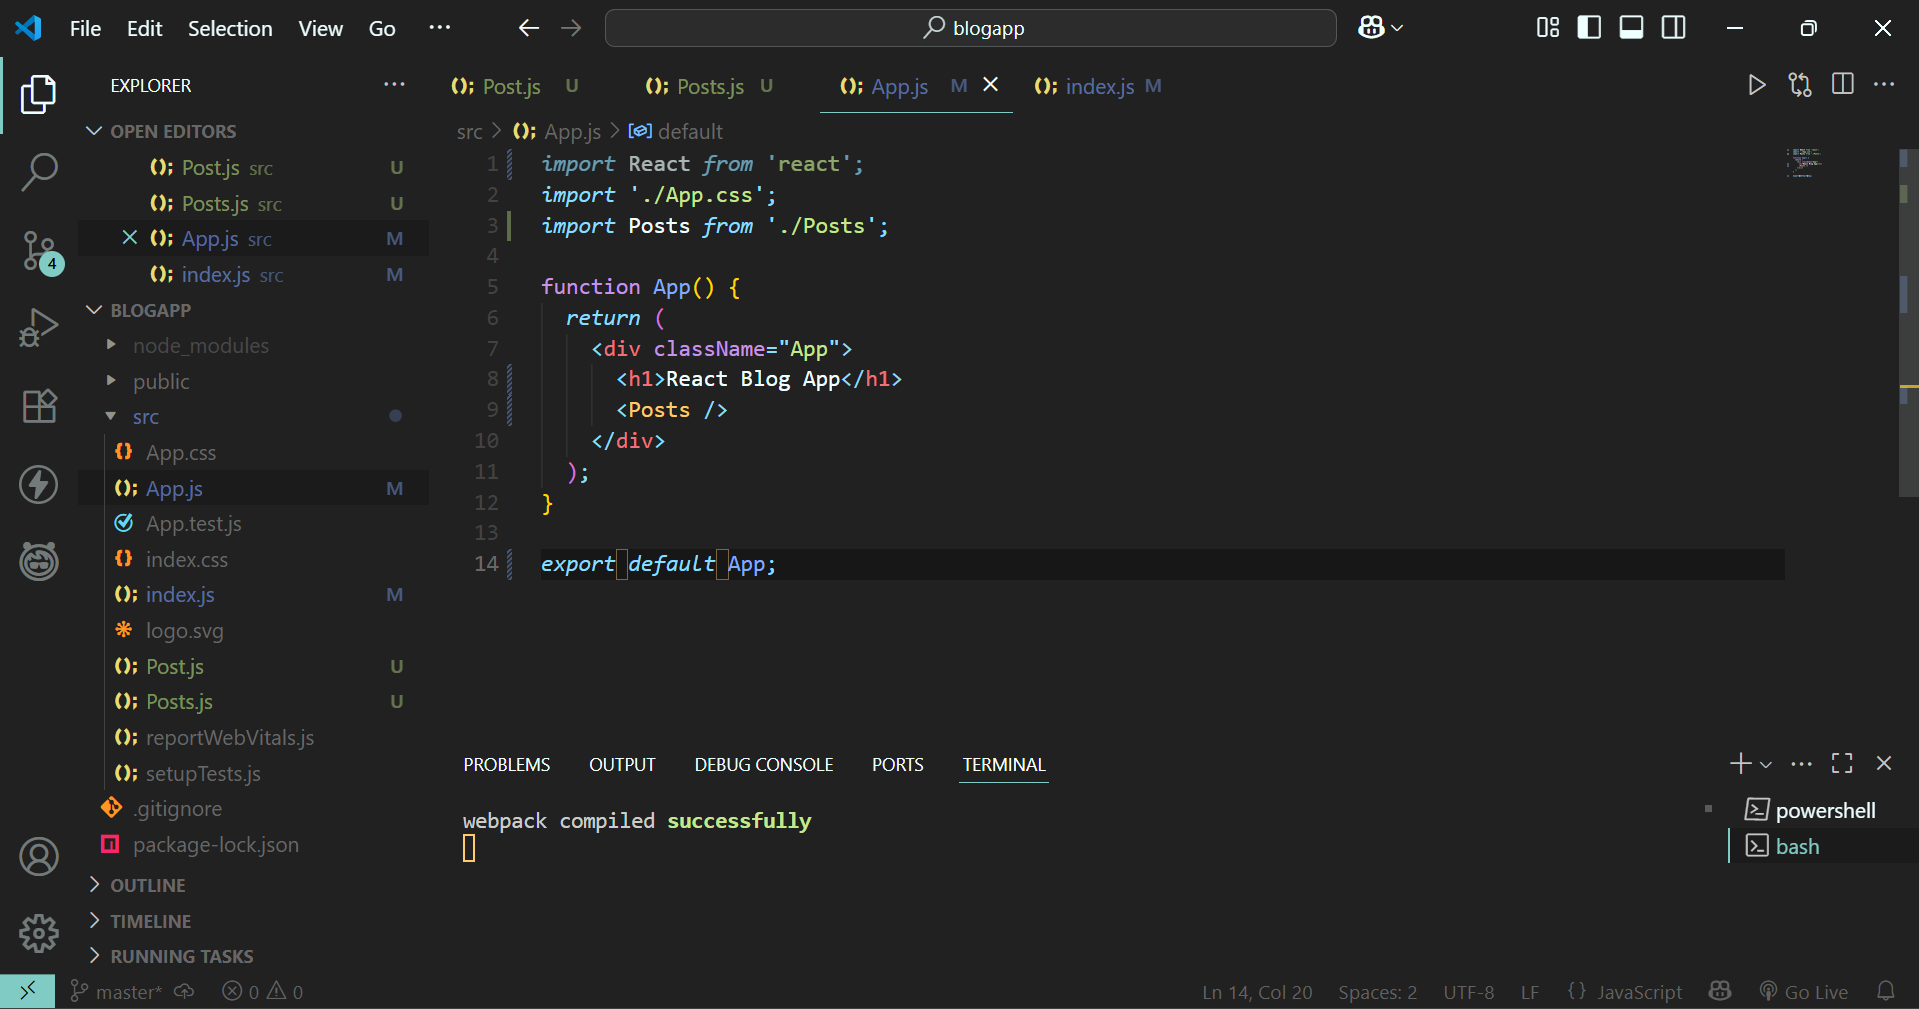 File Edit Selection View Go ··· blogapp
EXPLORER ···
OPEN EDITORS
Post.js src U
Posts.js src U
App.js src M
index.js src M
BLOGAPP
node_modules
public
src
App.css
App.js M
App.test.js
index.css
index.js M
logo.svg
Post.js U
Posts.js U
reportWebVitals.js
setupTests.js
.gitignore
package-lock.json
OUTLINE
TIMELINE
RUNNING TASKS
4
Post.js U Posts.js U App.js M index.js M
src > App.js > default
1 import React from 'react';
2 import './App.css';
3 import Posts from './Posts';
4
5 function App() {
6 return (
7 <div className="App">
8 <h1>React Blog App</h1>
9 <Posts />
10 </div>
11 );
12 }
13
14 export default App;
PROBLEMS OUTPUT DEBUG CONSOLE PORTS TERMINAL
webpack compiled successfully
powershell
bash
master* 0 0 Ln 14, Col 20 Spaces: 2 UTF-8 LF {} JavaScript Go Live